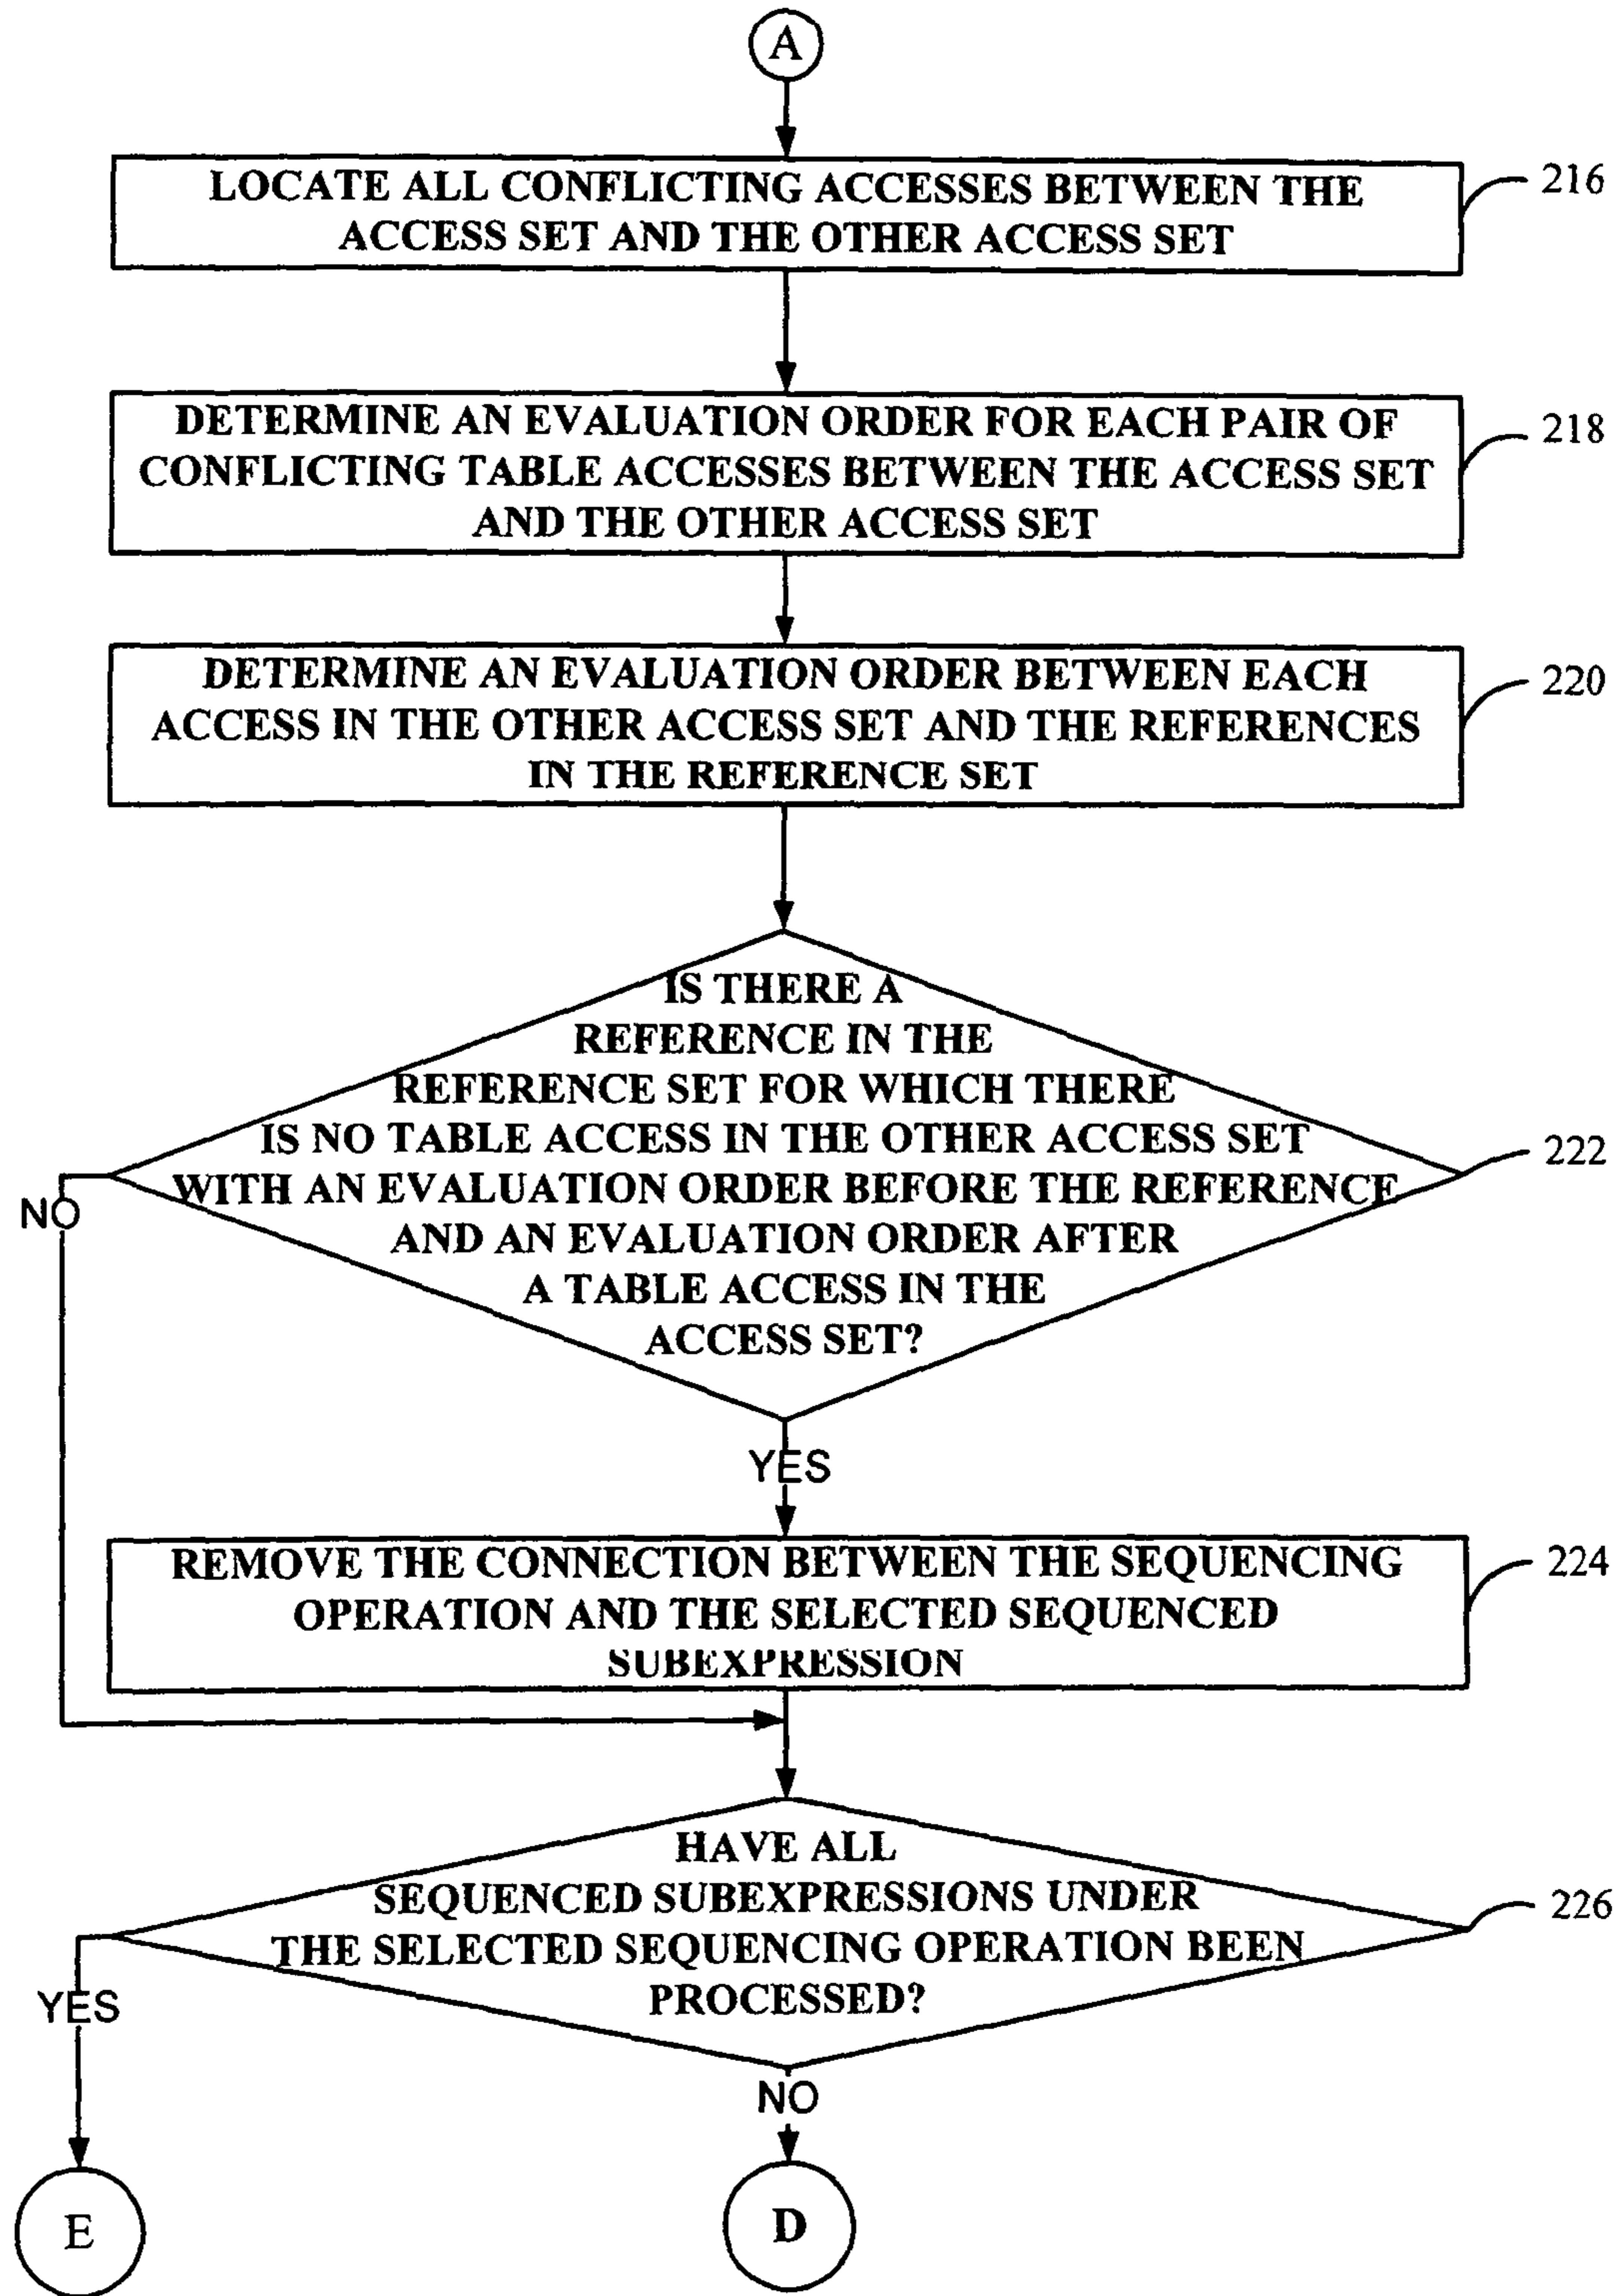 A
LOCATE ALL CONFLICTING ACCESSES BETWEEN THE
ACCESS SET AND THE OTHER ACCESS SET
216
DETERMINE AN EVALUATION ORDER FOR EACH PAIR OF
CONFLICTING TABLE ACCESSES BETWEEN THE ACCESS SET
AND THE OTHER ACCESS SET
218
DETERMINE AN EVALUATION ORDER BETWEEN EACH
ACCESS IN THE OTHER ACCESS SET AND THE REFERENCES
IN THE REFERENCE SET
220
IS THERE A
REFERENCE IN THE
REFERENCE SET FOR WHICH THERE
IS NO TABLE ACCESS IN THE OTHER ACCESS SET
WITH AN EVALUATION ORDER BEFORE THE REFERENCE
AND AN EVALUATION ORDER AFTER
A TABLE ACCESS IN THE
ACCESS SET?
222
NO
YES
REMOVE THE CONNECTION BETWEEN THE SEQUENCING
OPERATION AND THE SELECTED SEQUENCED
SUBEXPRESSION
224
HAVE ALL
SEQUENCED SUBEXPRESSIONS UNDER
THE SELECTED SEQUENCING OPERATION BEEN
PROCESSED?
226
YES
NO
E
D